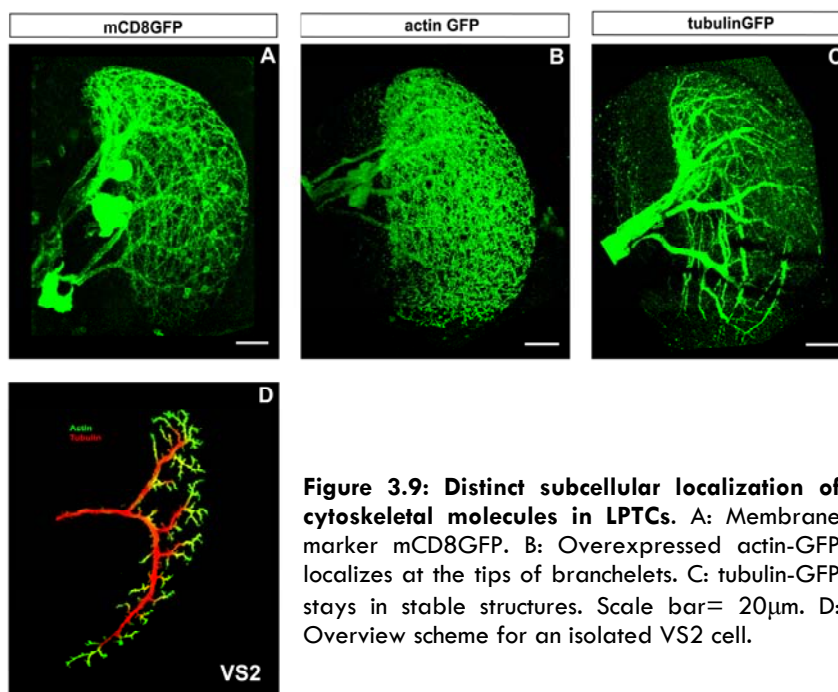 mCD8GFP
actin GFP
tubulinGFP
A
B
C
D
Actin
Tubulin
VS2
Figure 3.9: Distinct subcellular localization of
cytoskeletal molecules in LPTCs. A: Membrane
marker mCD8GFP. B: Overexpressed actin-GFP
localizes at the tips of branchelets. C: tubulin-GFP
stays in stable structures. Scale bar= 20μm. D:
Overview scheme for an isolated VS2 cell.